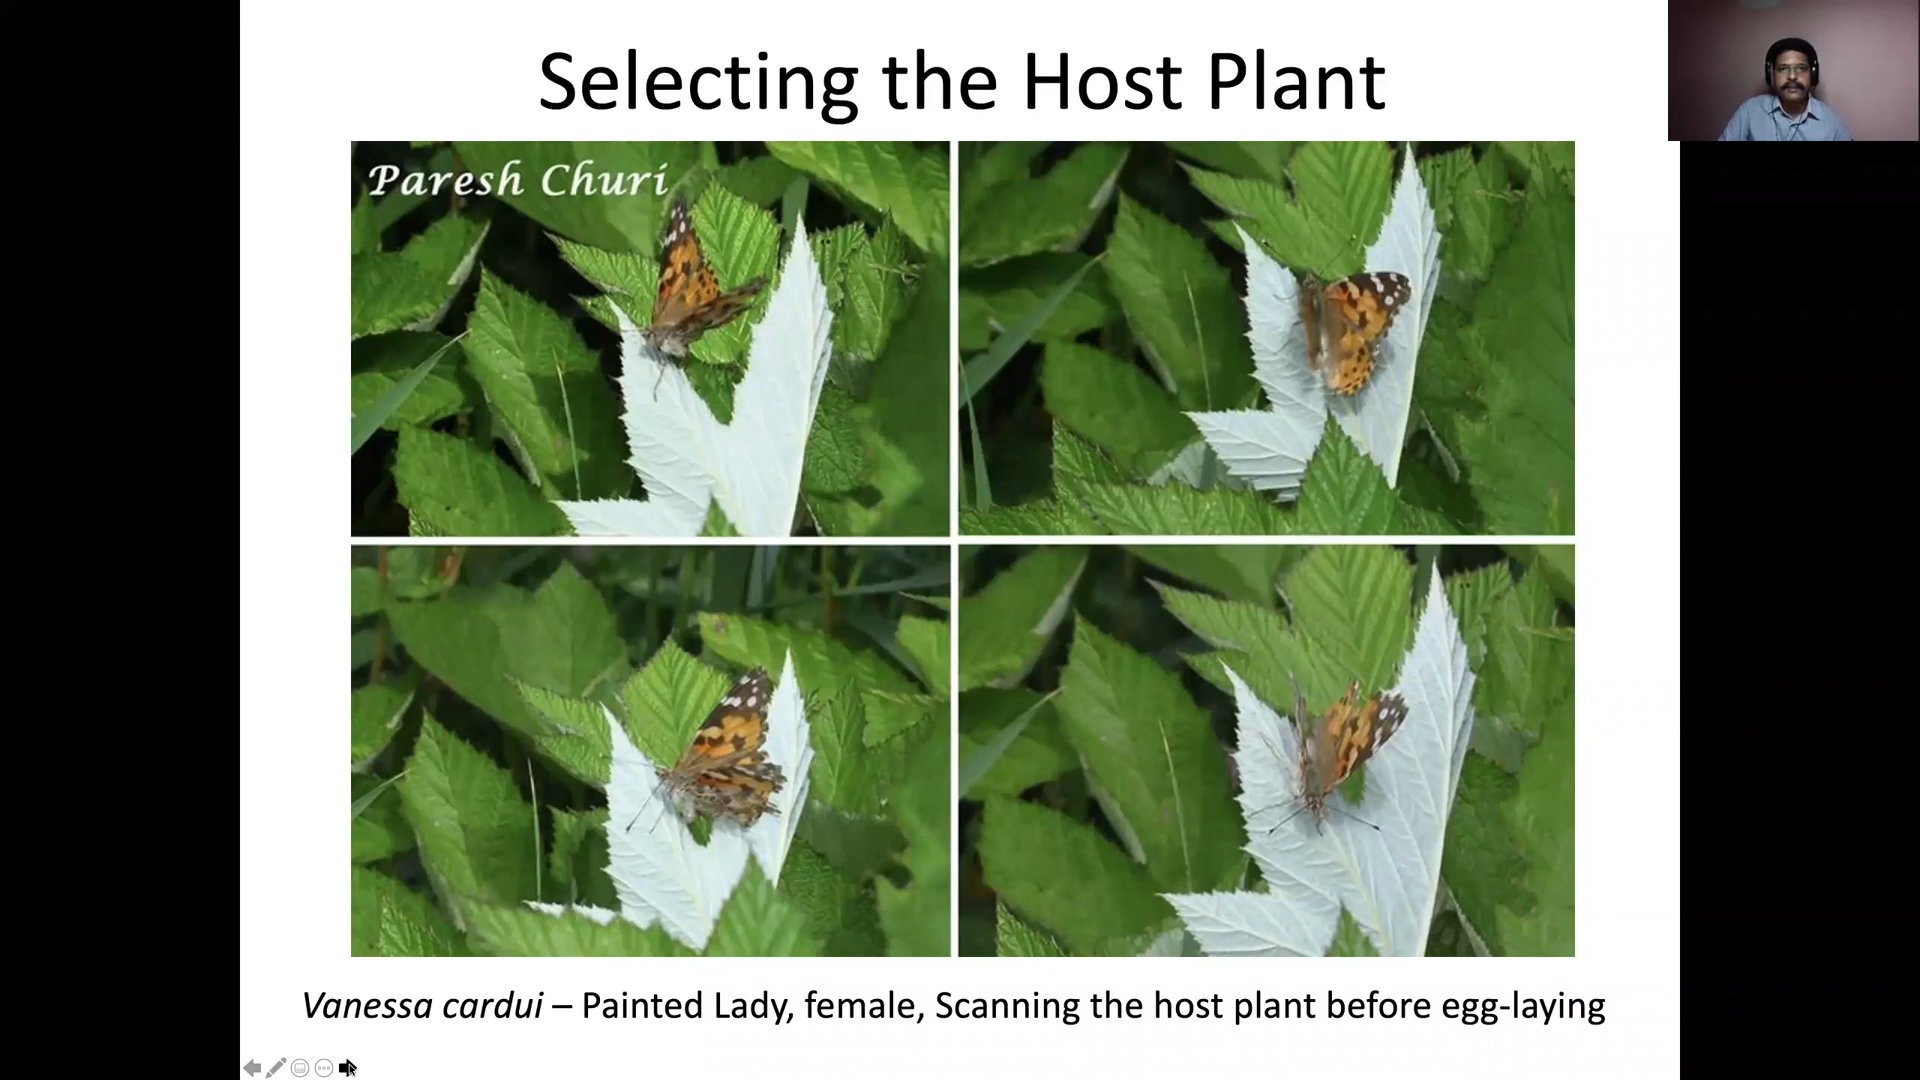 Selecting the Host Plant
Paresh Churi
Vanessa cardui – Painted Lady, female, Scanning the host plant before egg-laying